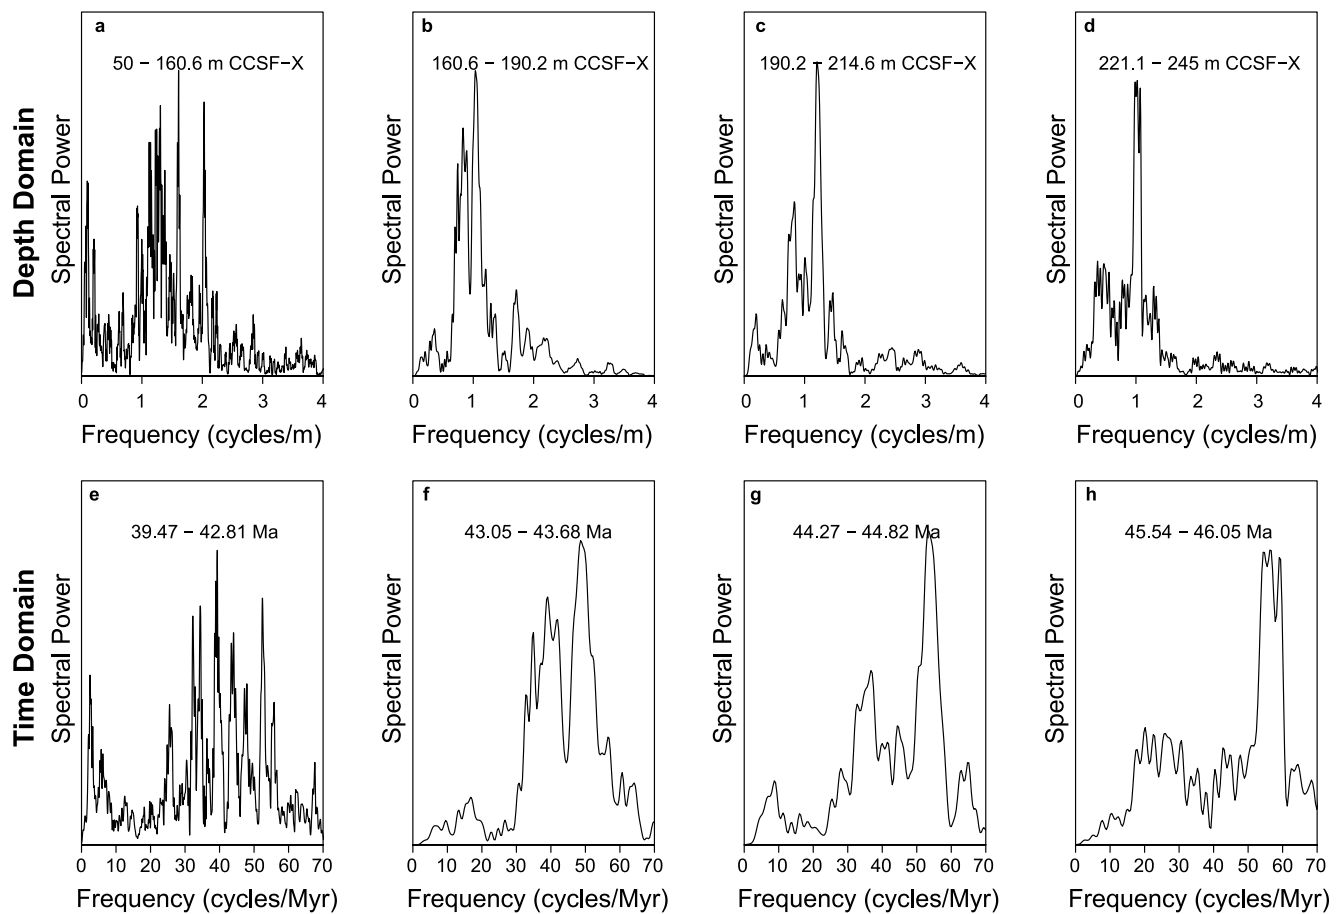 a
50 − 160.6 m CCSF−X
b
160.6 − 190.2 m CCSF−X
c
190.2 − 214.6 m CCSF−X
d
221.1 − 245 m CCSF−X
Depth Domain
Spectral Power
Spectral Power
Spectral Power
Spectral Power
0 1 2 3 4
0 1 2 3 4
0 1 2 3 4
0 1 2 3 4
Frequency (cycles/m)
Frequency (cycles/m)
Frequency (cycles/m)
Frequency (cycles/m)
e
39.47 − 42.81 Ma
f
43.05 − 43.68 Ma
g
44.27 − 44.82 Ma
h
45.54 − 46.05 Ma
Time Domain
Spectral Power
Spectral Power
Spectral Power
Spectral Power
0 10 20 30 40 50 60 70
0 10 20 30 40 50 60 70
0 10 20 30 40 50 60 70
0 10 20 30 40 50 60 70
Frequency (cycles/Myr)
Frequency (cycles/Myr)
Frequency (cycles/Myr)
Frequency (cycles/Myr)